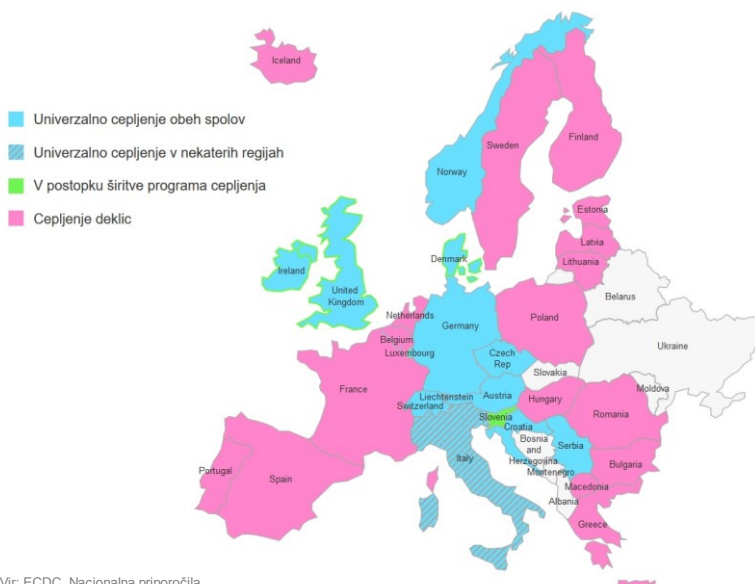 Iceland
Univerzalno cepljenje obeh spolov
Univerzalno cepljenje v nekaterih regijah
V postopku širitve programa cepljenja
Cepljenje deklic
Norway
Sweden
Finland
Estonia
Latvia
Lithuania
Denmark
Ireland
United
Kingdom
Netherlands
Belgium
Luxembourg
Germany
Poland
Belarus
Ukraine
Czech
Rep
Slovakia
Moldova
France
Liechtenstein
Switzerland
Austria
Hungary
Romania
Slovenia
Croatia
Bosnia
and
Herzegovina
Serbia
Montenegro
Bulgaria
Macedonia
Albania
Greece
Italy
Portugal
Spain
Vir: ECDC, Nacionalna priporočila